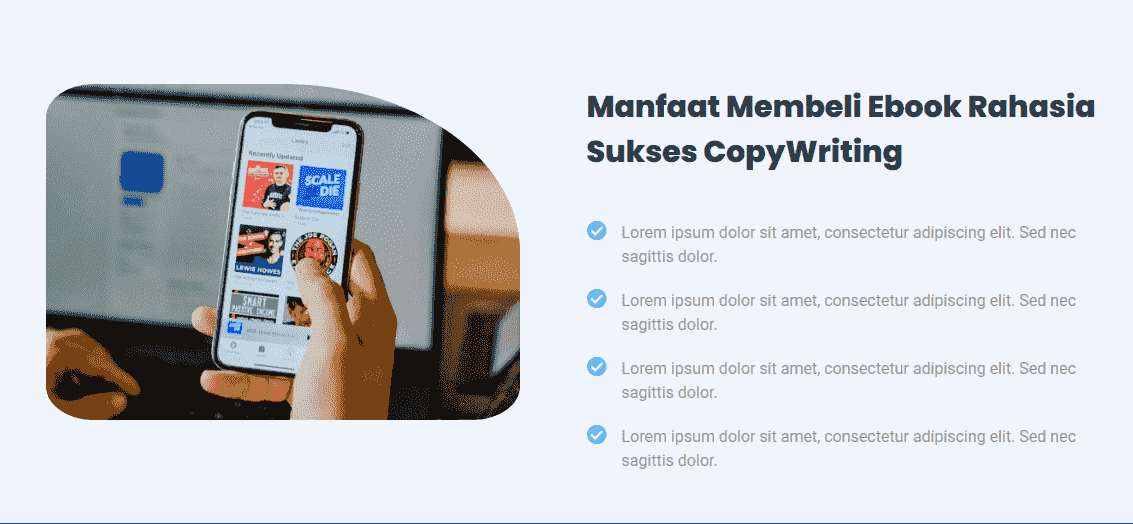 Manfaat Membeli Ebook Rahasia
Sukses CopyWriting
Recently Updated
SCALE
OR DIE
LEWIE HOWES
SMART
PASSIVE INCOME
Lorem ipsum dolor sit amet, consectetur adipiscing elit. Sed nec
sagittis dolor.
Lorem ipsum dolor sit amet, consectetur adipiscing elit. Sed nec
sagittis dolor.
Lorem ipsum dolor sit amet, consectetur adipiscing elit. Sed nec
sagittis dolor.
Lorem ipsum dolor sit amet, consectetur adipiscing elit. Sed nec
sagittis dolor.